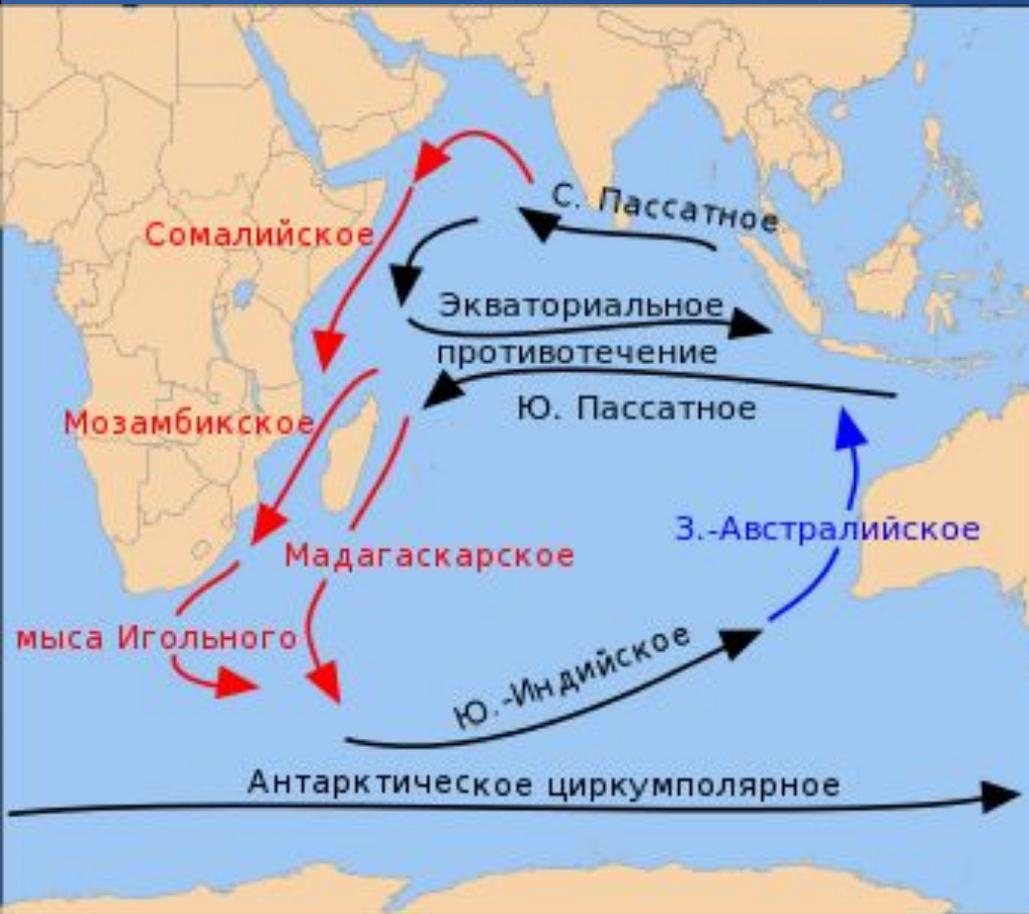 С. Пассатное
Сомалийское
Экваториальное
противотечение
Ю. Пассатное
Мозамбикское
З.-Австралийское
Мадагаскарское
мыса Игольного
Ю.-Индийское
Антарктическое циркумполярное